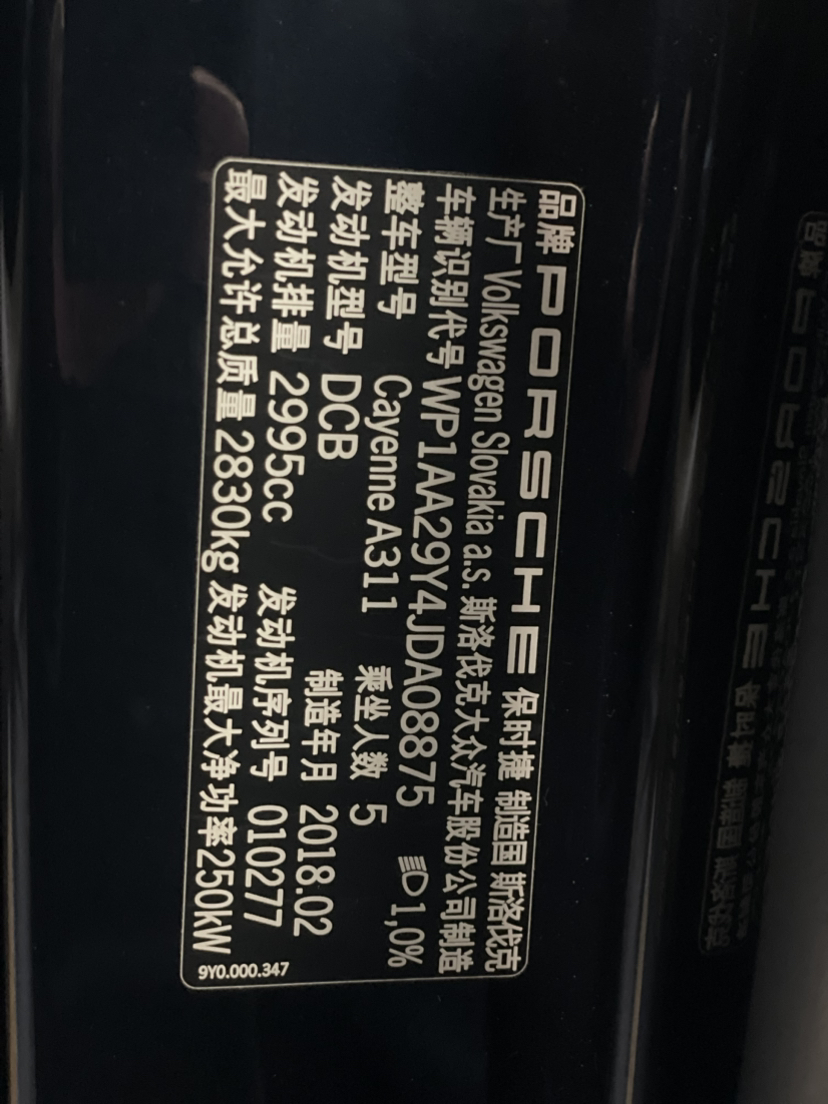 品牌 PORSCHE 保时捷 制造国 斯洛伐克
生产厂 Volkswagen Slovakia a.s. 斯洛伐克大众汽车股份公司制造
车辆识别代号 WP1AA29Y4JDA08875 1,0%
整车型号 Cayenne A311 乘坐人数 5
发动机型号 DCB 制造年月 2018.02
发动机排量 2995cc 发动机序列号 010277
最大允许总质量 2830kg 发动机最大净功率250kW
9Y0.000.347